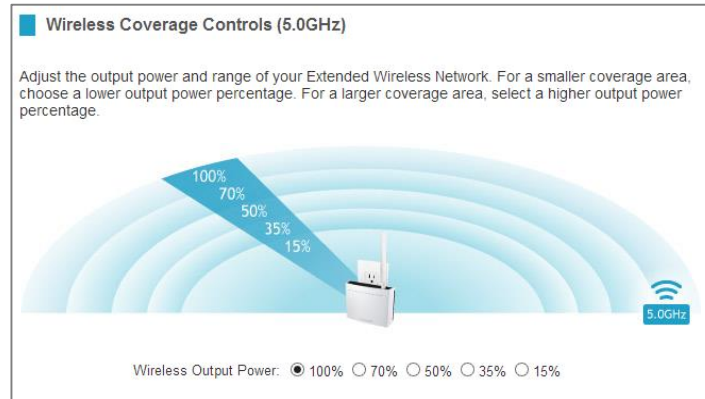 Wireless Coverage Controls (5.0GHz)
Adjust the output power and range of your Extended Wireless Network. For a smaller coverage area,
choose a lower output power percentage. For a larger coverage area, select a higher output power
percentage.
100%
70%
50%
35%
15%
5.0GHz
Wireless Output Power: 100% 70% 50% 35% 15%